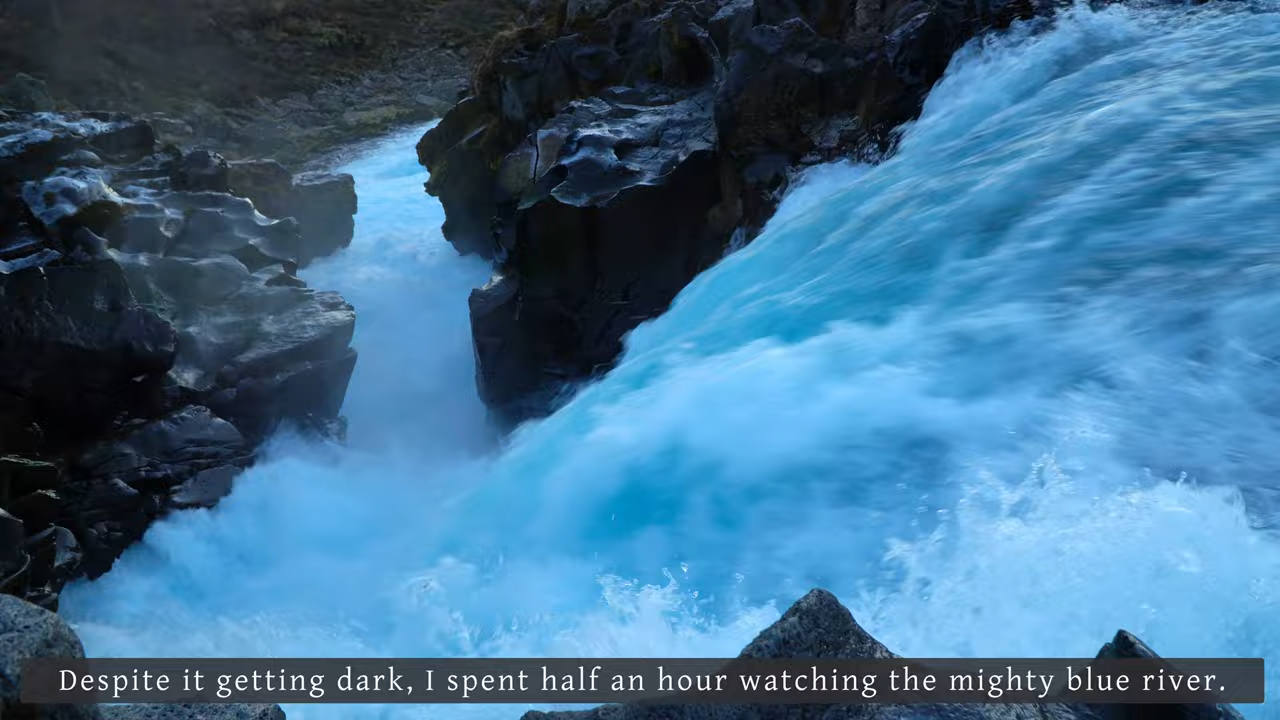 Despite it getting dark, I spent half an hour watching the mighty blue river.